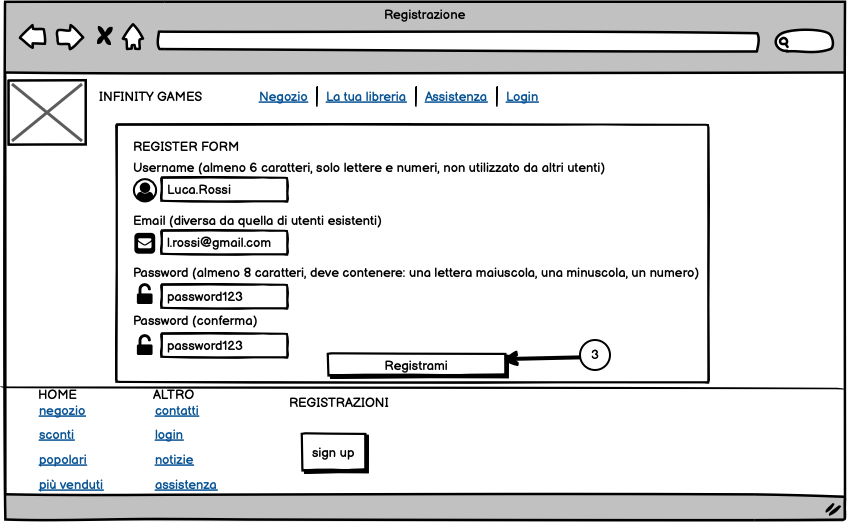 Registrazione
INFINITY GAMES
Negozio
La tua libreria
Assistenza
Login
REGISTER FORM
Username (almeno 6 caratteri, solo lettere e numeri, non utilizzato da altri utenti)
Luca.Rossi
Email (diversa da quella di utenti esistenti)
l.rossi@gmail.com
Password (almeno 8 caratteri, deve contenere: una lettera maiuscola, una minuscola, un numero)
password123
Password (conferma)
password123
Registrami
3
HOME
negozio
sconti
popolari
più venduti
ALTRO
contatti
login
notizie
assistenza
REGISTRAZIONI
sign up